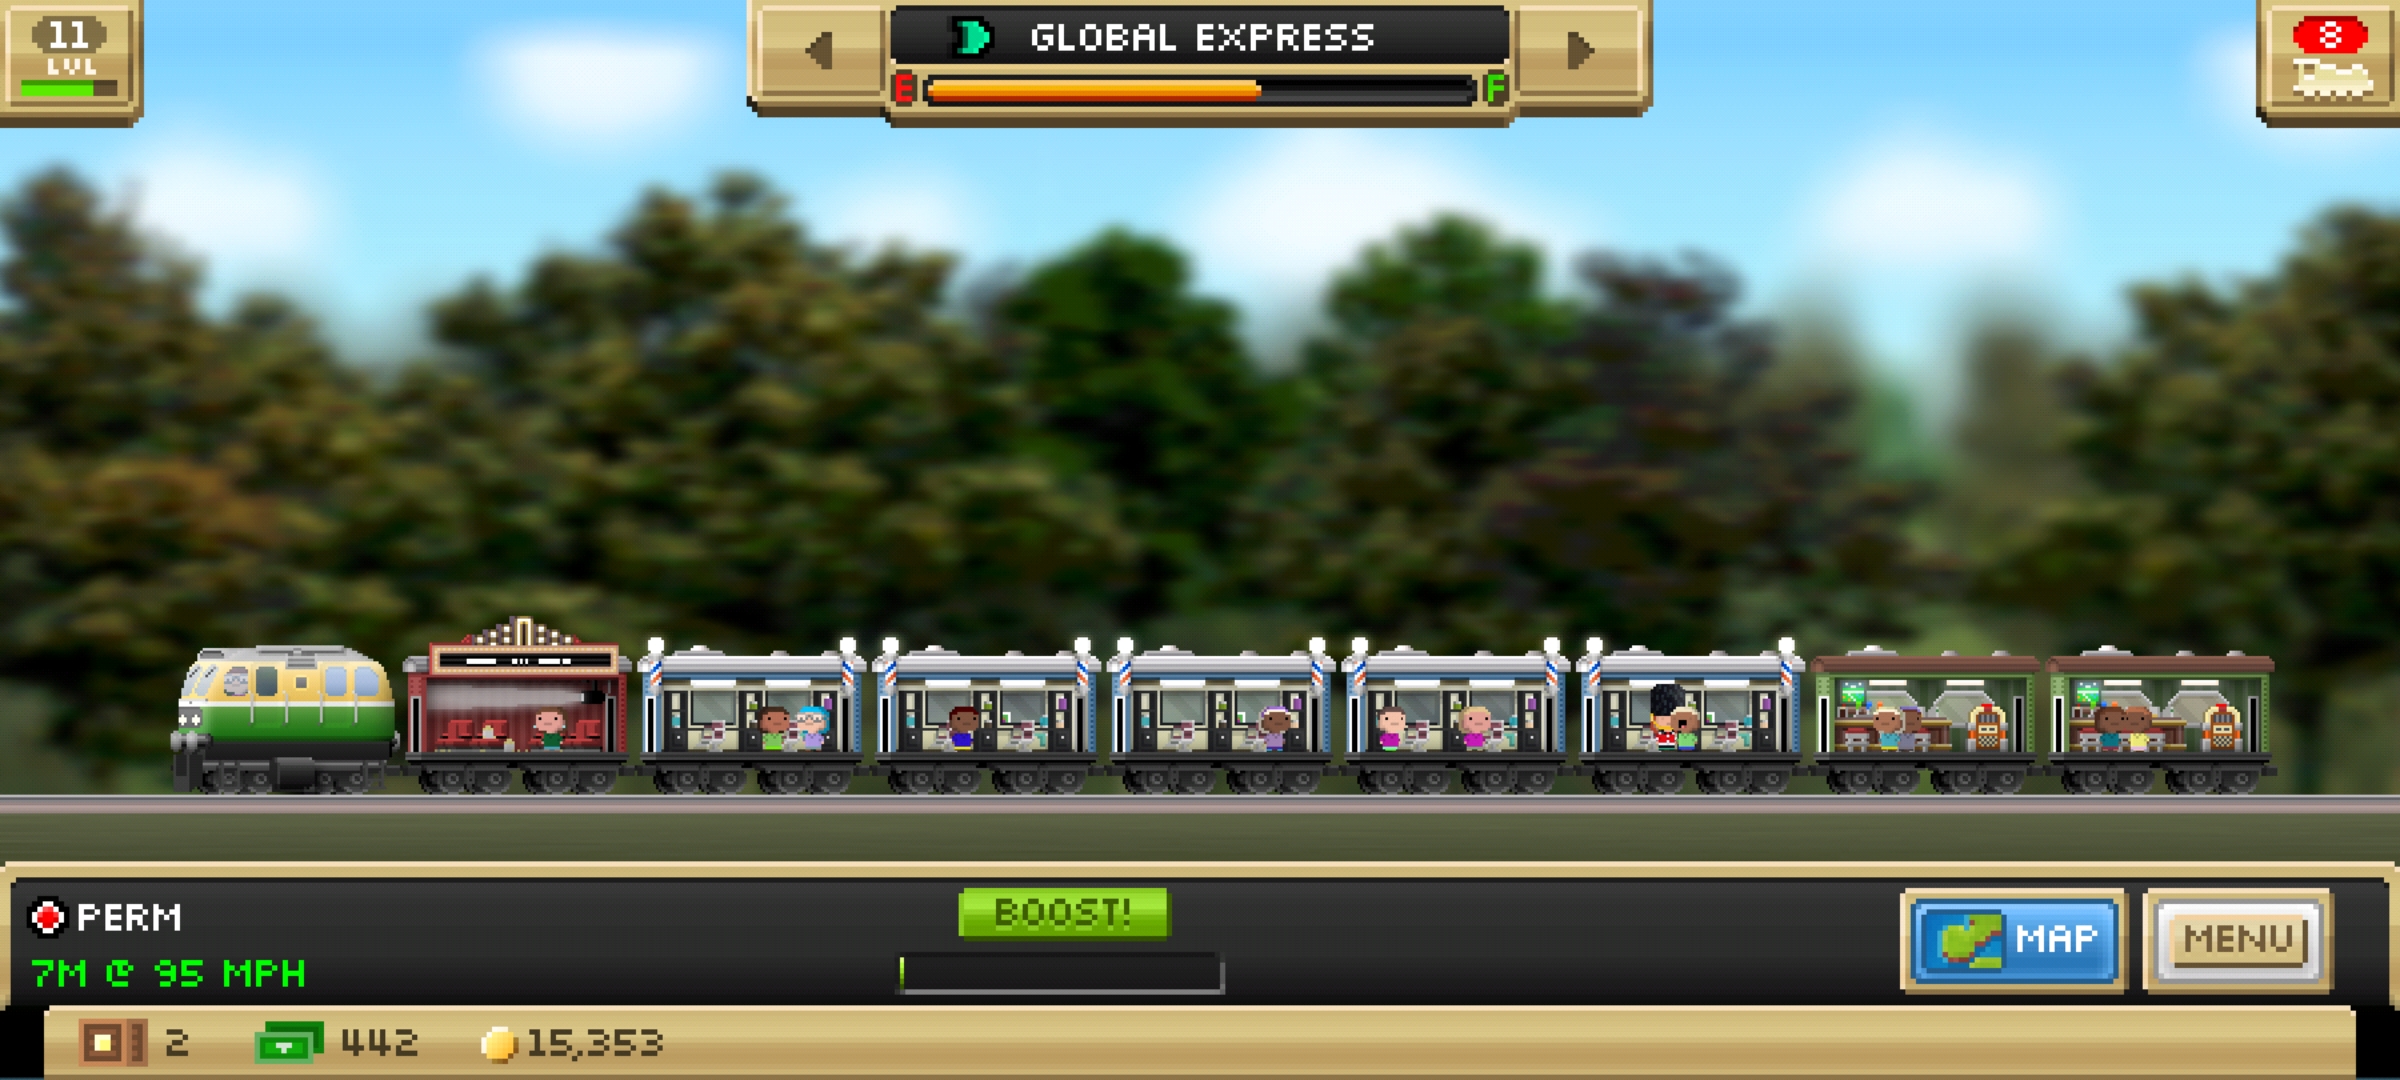 11
LVL
GLOBAL EXPRESS
E F
8
PERM
7M @ 95 MPH
BOOST!
MAP
MENU
2
442
15,353